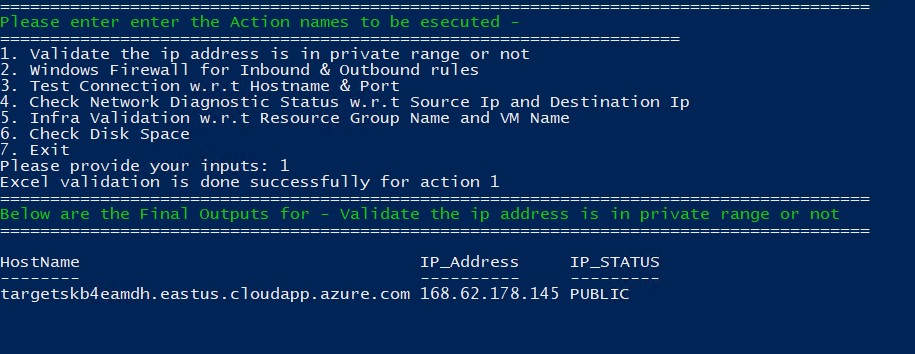 =======================================================================================
Please enter enter the Action names to be esecuted -
====================================================================
1. Validate the ip address is in private range or not
2. Windows Firewall for Inbound & Outbound rules
3. Test Connection w.r.t Hostname & Port
4. Check Network Diagnostic Status w.r.t Source Ip and Destination Ip
5. Infra Validation w.r.t Resource Group Name and VM Name
6. Check Disk Space
7. Exit
Please provide your inputs: 1
Excel validation is done successfully for action 1
=======================================================================================
Below are the Final Outputs for - Validate the ip address is in private range or not
=======================================================================================
HostName                                  IP_Address     IP_STATUS
--------                                  ----------     ---------
targetskb4eamdh.eastus.cloudapp.azure.com 168.62.178.145 PUBLIC